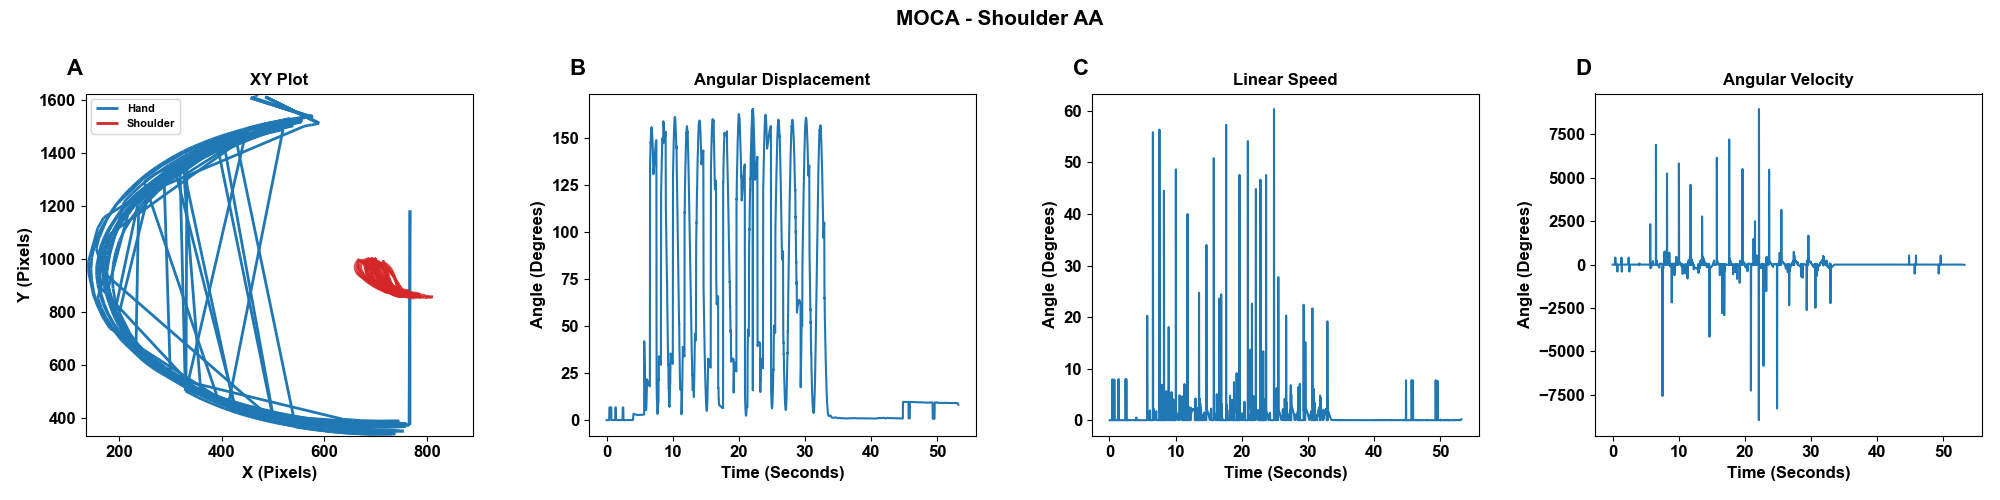 MOCA - Shoulder AA
A
XY Plot
Hand
Shoulder
1600
1400
1200
1000
800
600
400
200
400
600
800
Y (Pixels)
X (Pixels)
B
Angular Displacement
150
125
100
75
50
25
0
0
10
20
30
40
50
Angle (Degrees)
Time (Seconds)
C
Linear Speed
60
50
40
30
20
10
0
0
10
20
30
40
50
Angle (Degrees)
Time (Seconds)
D
Angular Velocity
7500
5000
2500
0
−2500
−5000
−7500
0
10
20
30
40
50
Angle (Degrees)
Time (Seconds)